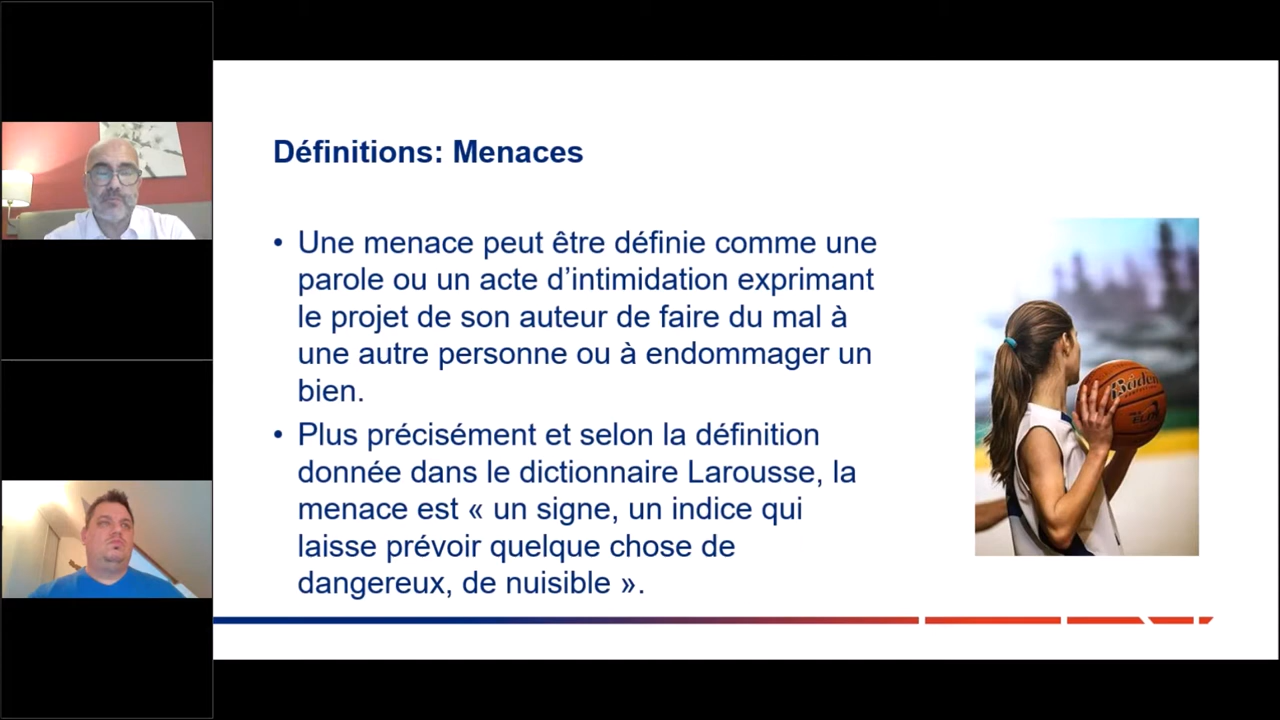 Définitions: Menaces
• Une menace peut être définie comme une
parole ou un acte d’intimidation exprimant
le projet de son auteur de faire du mal à
une autre personne ou à endommager un
bien.
• Plus précisément et selon la définition
donnée dans le dictionnaire Larousse, la
menace est « un signe, un indice qui
laisse prévoir quelque chose de
dangereux, de nuisible ».
Baden